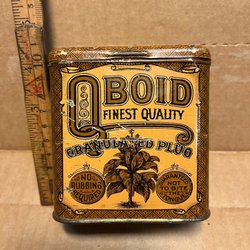 QBOID
FINEST QUALITY
GRANULATED PLUG
NO
RUBBING
REQUIRED
GUARANTEED
NOT
TO BITE
THE
TONGUE